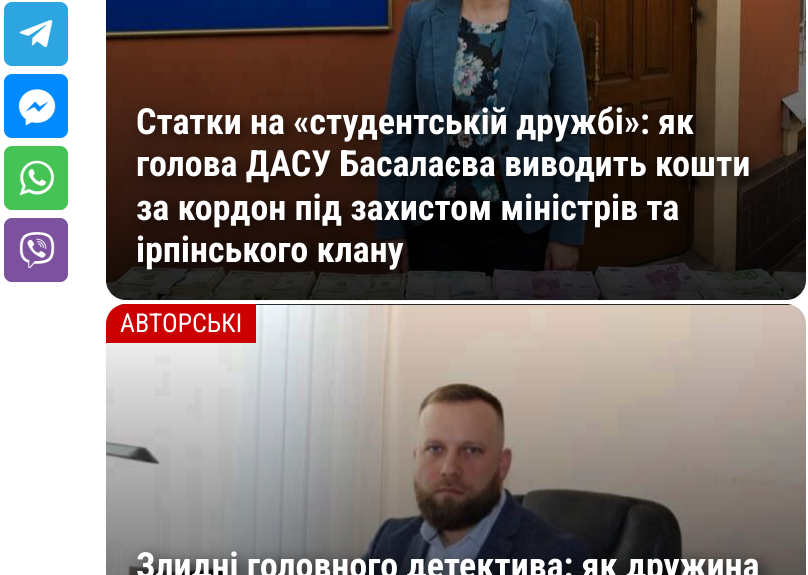 Статки на «студентській дружбі»: як
голова ДАСУ Басалаєва виводить кошти
за кордон під захистом міністрів та
ірпінського клану
АВТОРСЬКІ
Злидні головного детектива: як дружина